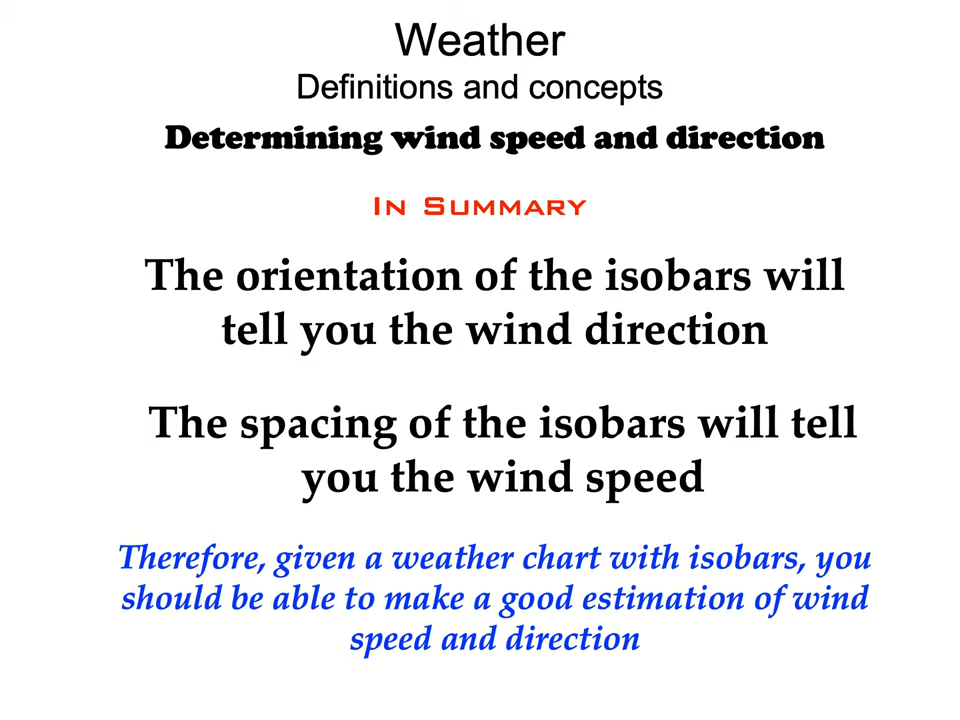 Weather
Definitions and concepts
Determining wind speed and direction
In Summary
The orientation of the isobars will
tell you the wind direction
The spacing of the isobars will tell
you the wind speed
Therefore, given a weather chart with isobars, you
should be able to make a good estimation of wind
speed and direction